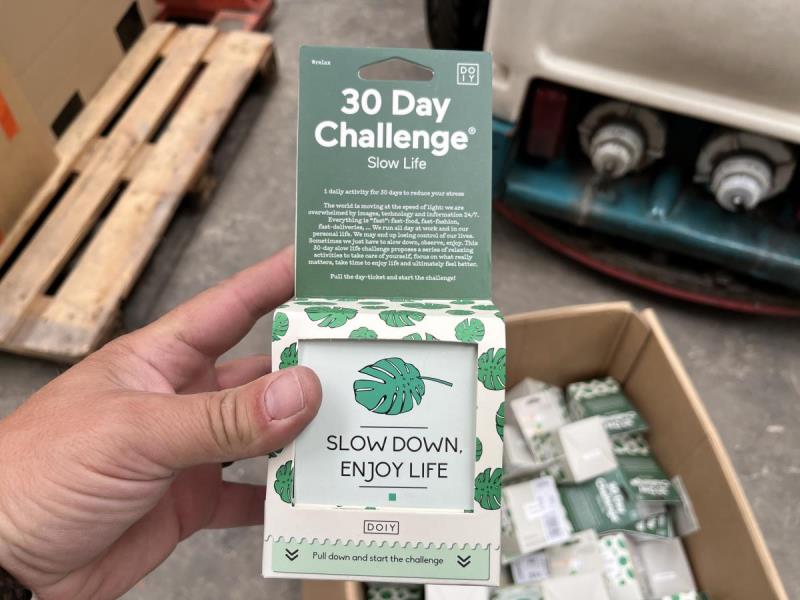 #relax
DO
IY
30 Day
Challenge®
Slow Life
1 daily activity for 30 days to reduce your stress
The world is moving at the speed of light: we are
overwhelmed by images, technology and information 24/7.
Everything is "fast": fast-food, fast-fashion,
fast-deliveries, ... We run all day at work and in our
personal life. We may end up losing control of our lives.
Sometimes we just have to slow down, observe, enjoy. This
30-day slow life challenge proposes a series of relaxing
activities to take care of yourself, focus on what really
matters, take time to enjoy life and ultimately feel better.
Pull the day-ticket and start the challenge!
SLOW DOWN,
ENJOY LIFE
DOIY
Pull down and start the challenge